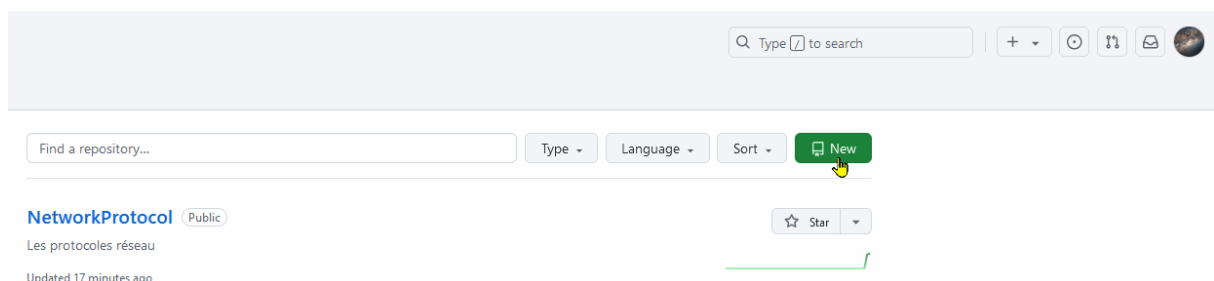 Type / to search
Find a repository...
Type
Language
Sort
New
NetworkProtocol Public
Star
Les protocoles réseau
Updated 17 minutes ago